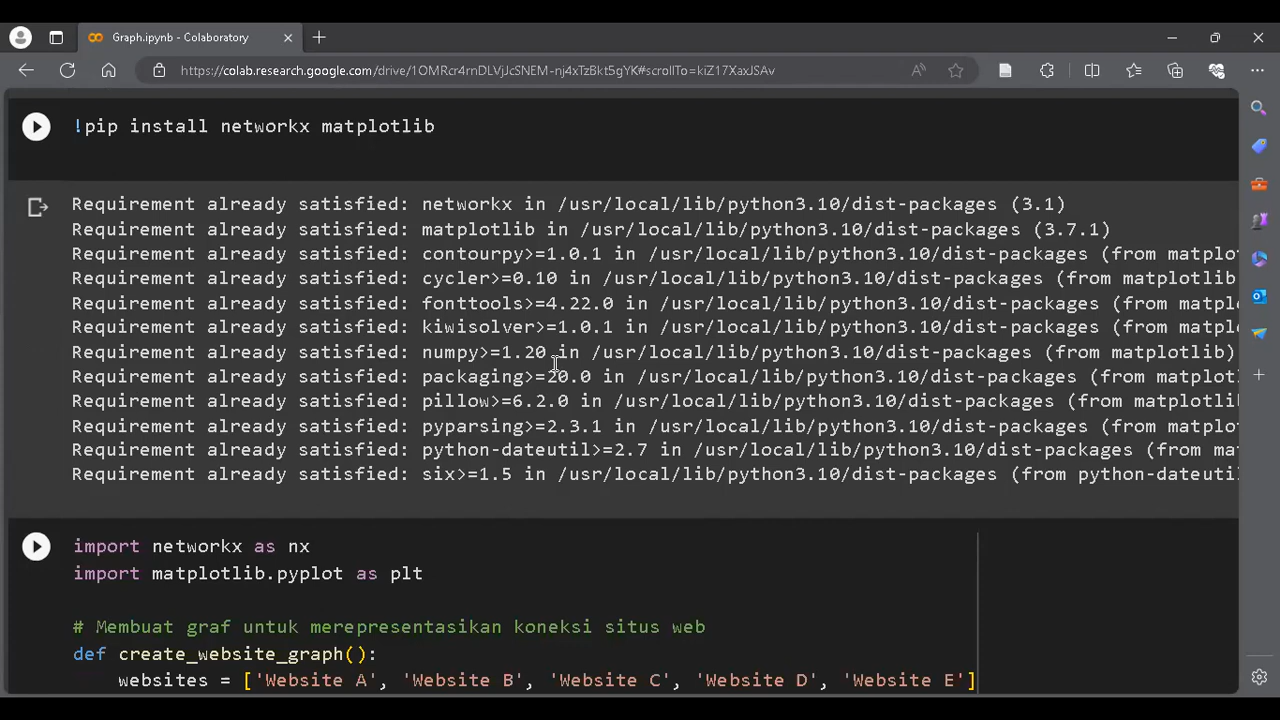 Graph.ipynb - Colaboratory
https://colab.research.google.com/drive/1OMRcr4rnDLVjJcSNEM-nj4xTzBkt5gYK#scrollTo=kiZ17XaxJSAv
!pip install networkx matplotlib
Requirement already satisfied: networkx in /usr/local/lib/python3.10/dist-packages (3.1)
Requirement already satisfied: matplotlib in /usr/local/lib/python3.10/dist-packages (3.7.1)
Requirement already satisfied: contourpy>=1.0.1 in /usr/local/lib/python3.10/dist-packages (from matplo
Requirement already satisfied: cycler>=0.10 in /usr/local/lib/python3.10/dist-packages (from matplotlib
Requirement already satisfied: fonttools>=4.22.0 in /usr/local/lib/python3.10/dist-packages (from matpl
Requirement already satisfied: kiwisolver>=1.0.1 in /usr/local/lib/python3.10/dist-packages (from matpl
Requirement already satisfied: numpy>=1.20 in /usr/local/lib/python3.10/dist-packages (from matplotlib)
Requirement already satisfied: packaging>=20.0 in /usr/local/lib/python3.10/dist-packages (from matplot
Requirement already satisfied: pillow>=6.2.0 in /usr/local/lib/python3.10/dist-packages (from matplotli
Requirement already satisfied: pyparsing>=2.3.1 in /usr/local/lib/python3.10/dist-packages (from matplo
Requirement already satisfied: python-dateutil>=2.7 in /usr/local/lib/python3.10/dist-packages (from ma
Requirement already satisfied: six>=1.5 in /usr/local/lib/python3.10/dist-packages (from python-dateuti
import networkx as nx
import matplotlib.pyplot as plt
# Membuat graf untuk merepresentasikan koneksi situs web
def create_website_graph():
websites = ['Website A', 'Website B', 'Website C', 'Website D', 'Website E']